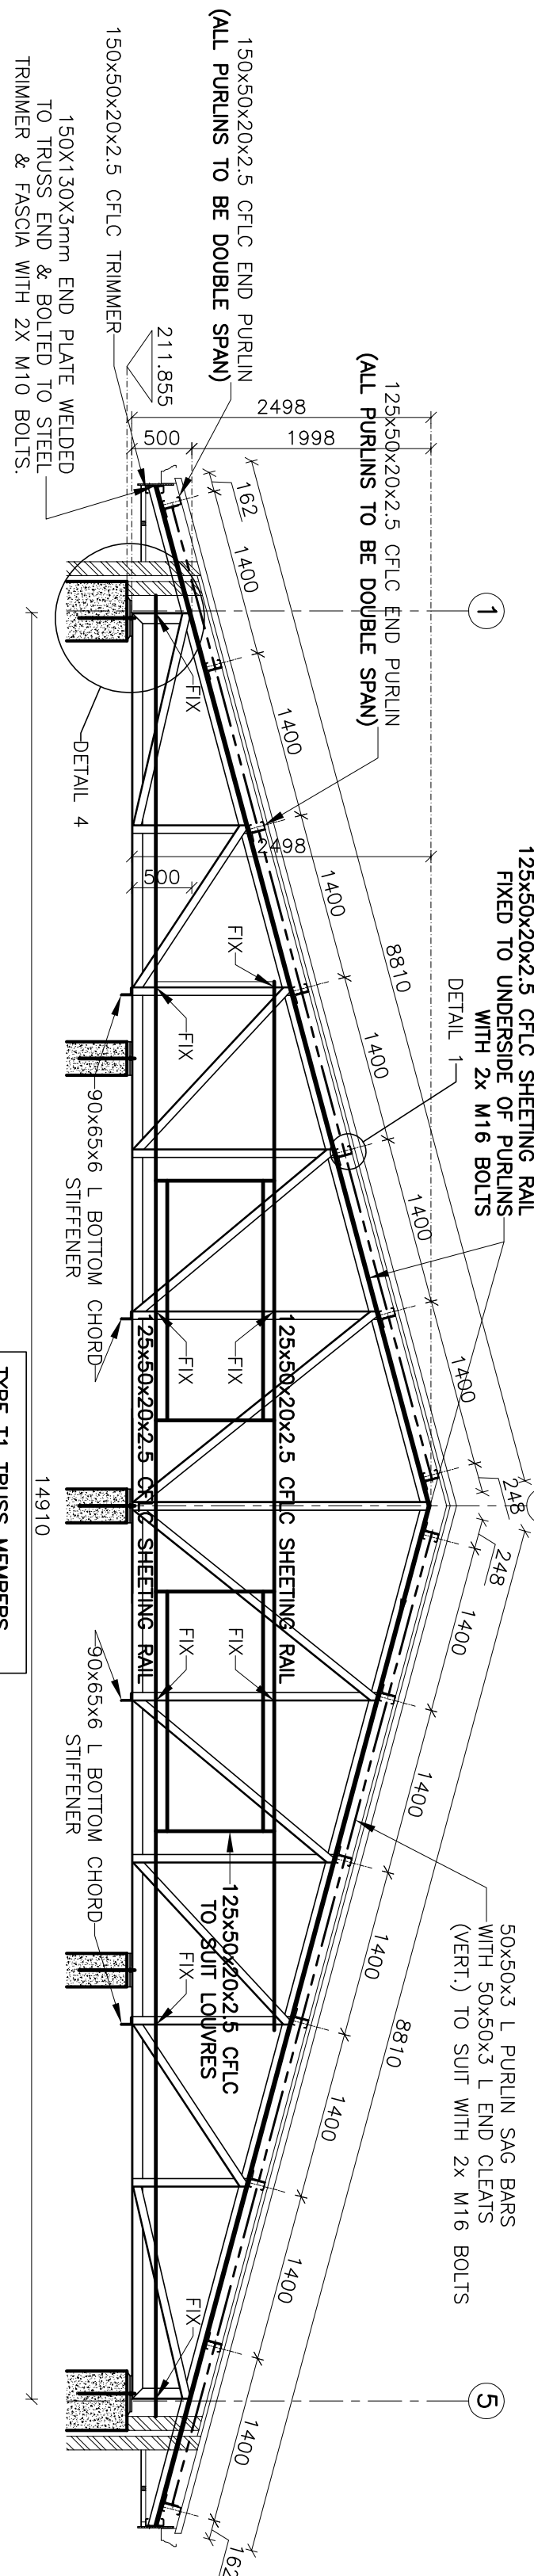 150x50x20x2.5 CFLC END PURLIN
(ALL PURLINS TO BE DOUBLE SPAN)
125x50x20x2.5 CFLC END PURLIN
(ALL PURLINS TO BE DOUBLE SPAN)
125x50x20x2.5 CFLC SHEETING RAIL
FIXED TO UNDERSIDE OF PURLINS
WITH 2x M16 BOLTS
DETAIL 1
50x50x3 L PURLIN SAG BARS
WITH 50x50x3 L END CLEATS
(VERT.) TO SUIT WITH 2x M16 BOLTS
150x50x20x2.5 CFLC TRIMMER
150X130X3mm END PLATE WELDED
TO TRUSS END & BOLTED TO STEEL
TRIMMER & FASCIA WITH 2X M10 BOLTS.
211.855
2498
500
1998
162
1400
1400
1400
1400
1400
1400
248
8810
248
1400
1400
1400
1400
1400
1400
162
8810
1
5
2498
500
FIX
FIX
FIX
FIX
FIX
FIX
FIX
FIX
FIX
125x50x20x2.5 CFLC SHEETING RAIL
125x50x20x2.5 CFLC SHEETING RAIL
125x50x20x2.5 CFLC
TO SUIT LOUVRES
DETAIL 4
90x65x6 L BOTTOM CHORD
STIFFENER
90x65x6 L BOTTOM CHORD
STIFFENER
14910
TYPE T1 TRUSS MEMBERS